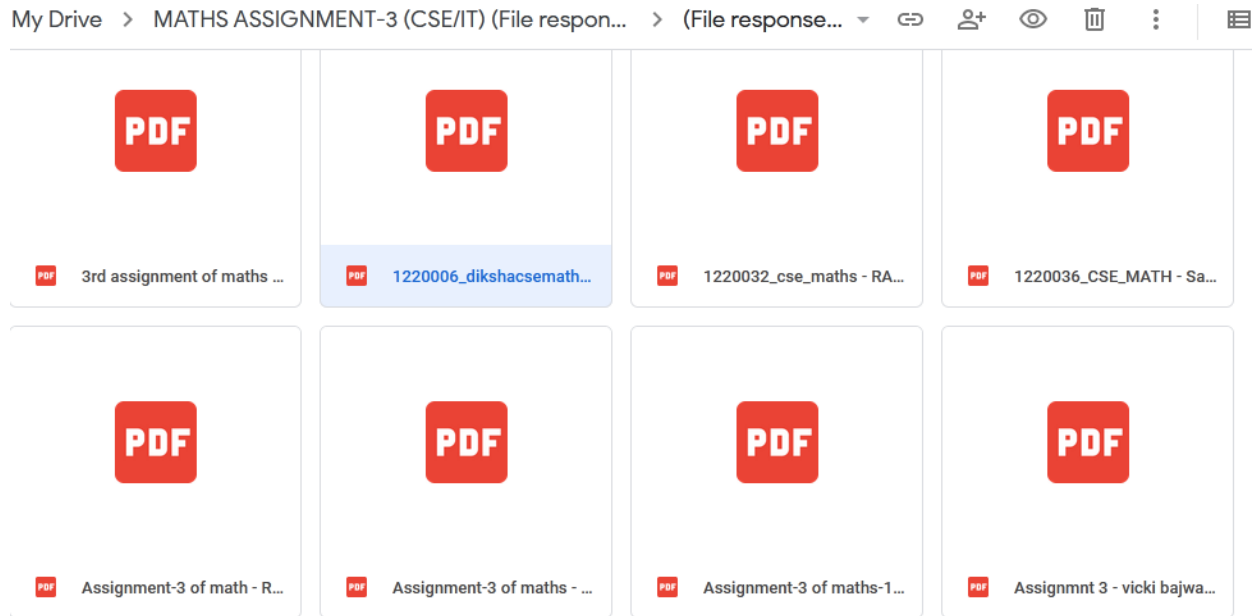 My Drive > MATHS ASSIGNMENT-3 (CSE/IT) (File respon... > (File response...
PDF PDF PDF PDF
PDF 3rd assignment of maths ... PDF 1220006_dikshacsemath... PDF 1220032_cse_maths - RA... PDF 1220036_CSE_MATH - Sa...
PDF PDF PDF PDF
PDF Assignment-3 of math - R... PDF Assignment-3 of maths - ... PDF Assignment-3 of maths-1... PDF Assignmnt 3 - vicki bajwa...